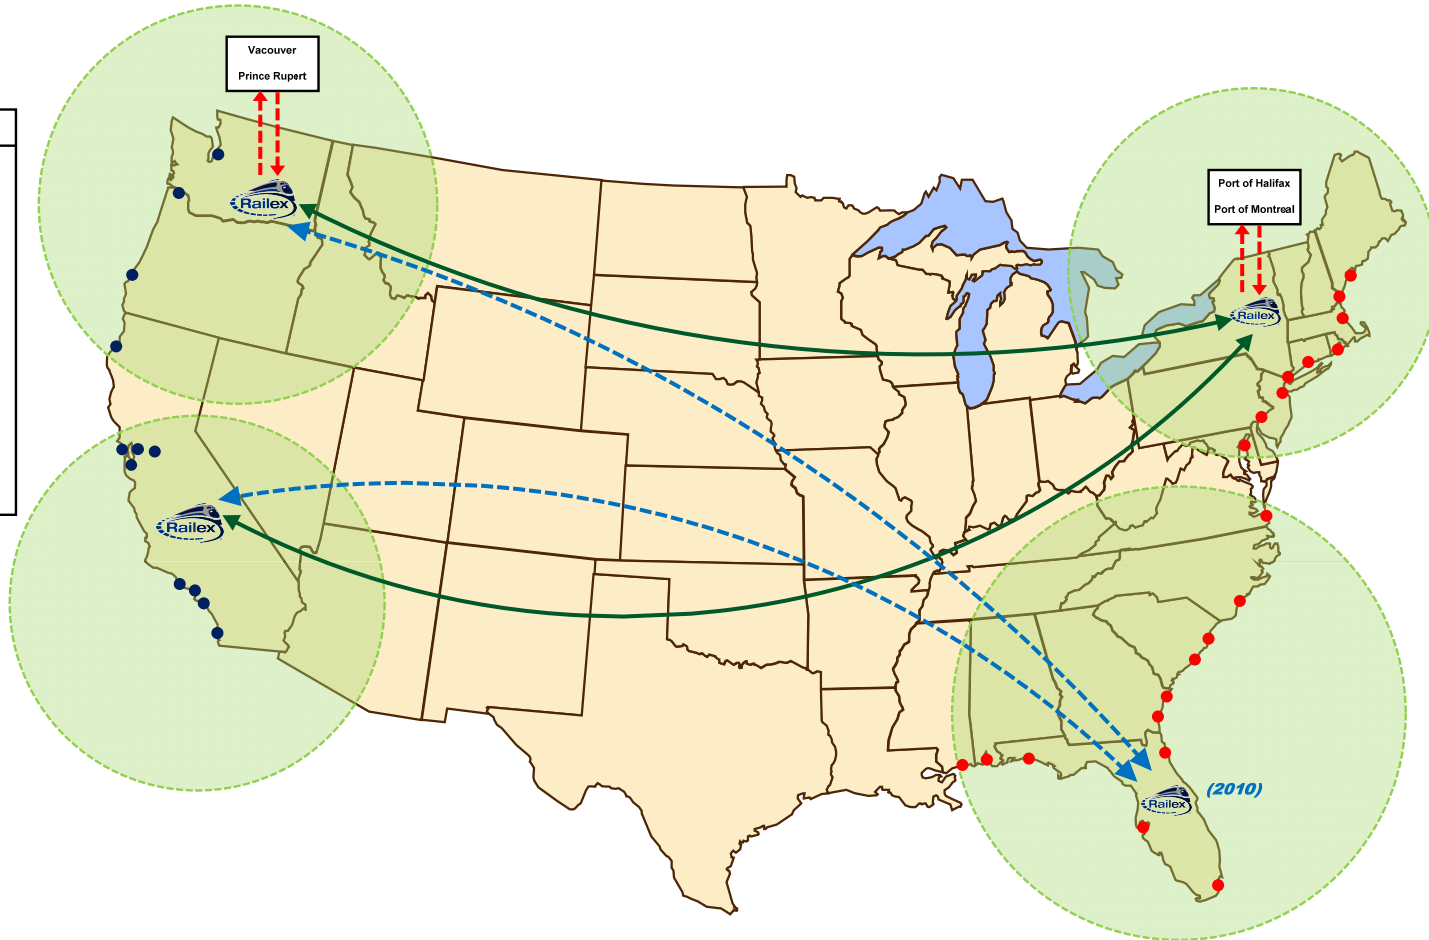 Vacouver
Prince Rupert
Port of Halifax
Port of Montreal
Railex
Railex
Railex
Railex
(2010)